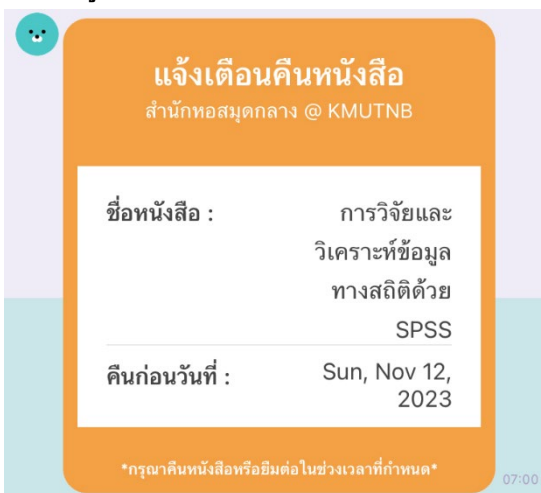 แจ้งเตือนคืนหนังสือ
สำนักหอสมุดกลาง @ KMUTNB
ชื่อหนังสือ : การวิจัยและ
วิเคราะห์ข้อมูล
ทางสถิติด้วย
SPSS
คืนก่อนวันที่ : Sun, Nov 12,
2023
*กรุณาคืนหนังสือหรือยืมต่อในช่วงเวลาที่กำหนด*
07:00